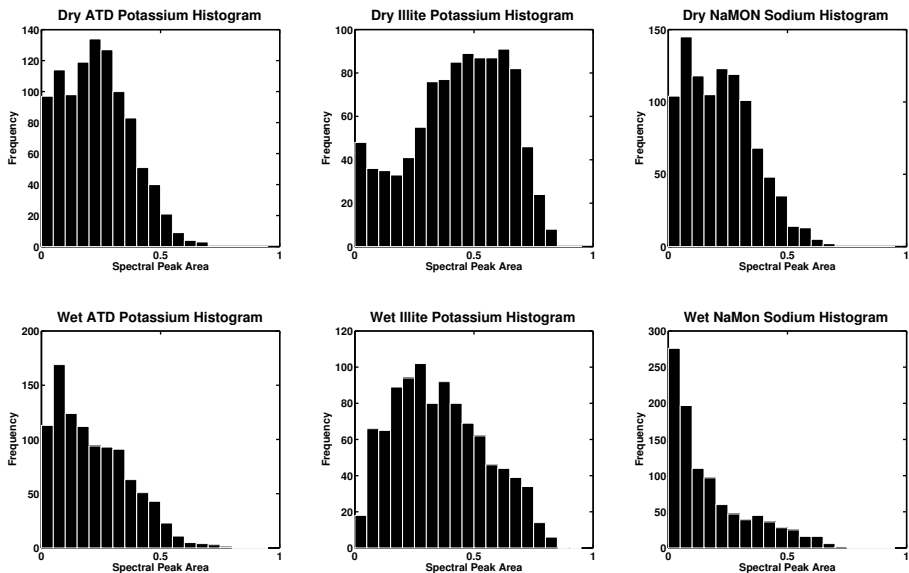 Dry ATD Potassium Histogram
140
120
100
80
60
40
20
0
Frequency
0 0.5 1
Spectral Peak Area
Dry Illite Potassium Histogram
100
80
60
40
20
0
Frequency
0 0.5 1
Spectral Peak Area
Dry NaMON Sodium Histogram
150
100
50
0
Frequency
0 0.5 1
Spectral Peak Area
Wet ATD Potassium Histogram
200
150
100
50
0
Frequency
0 0.5 1
Spectral Peak Area
Wet Illite Potassium Histogram
120
100
80
60
40
20
0
Frequency
0 0.5 1
Spectral Peak Area
Wet NaMon Sodium Histogram
300
250
200
150
100
50
0
Frequency
0 0.5 1
Spectral Peak Area